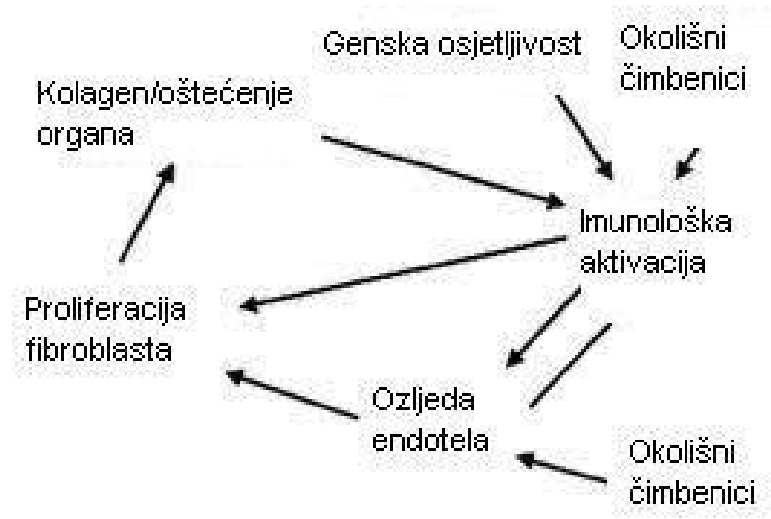 Genska osjetljivost
Okolišni
čimbenici
Kolagen/oštećenje
organa
Imunološka
aktivacija
Proliferacija
fibroblasta
Ozljeda
endotela
Okolišni
čimbenici